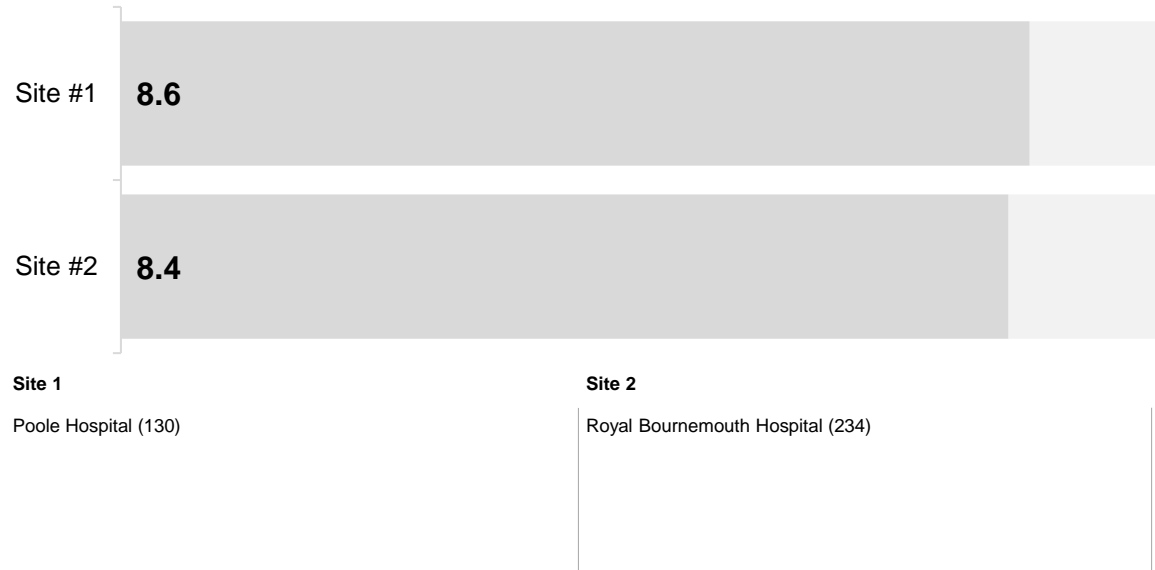 Site #1
8.6
Site #2
8.4
Site 1
Site 2
Poole Hospital (130)
Royal Bournemouth Hospital (234)